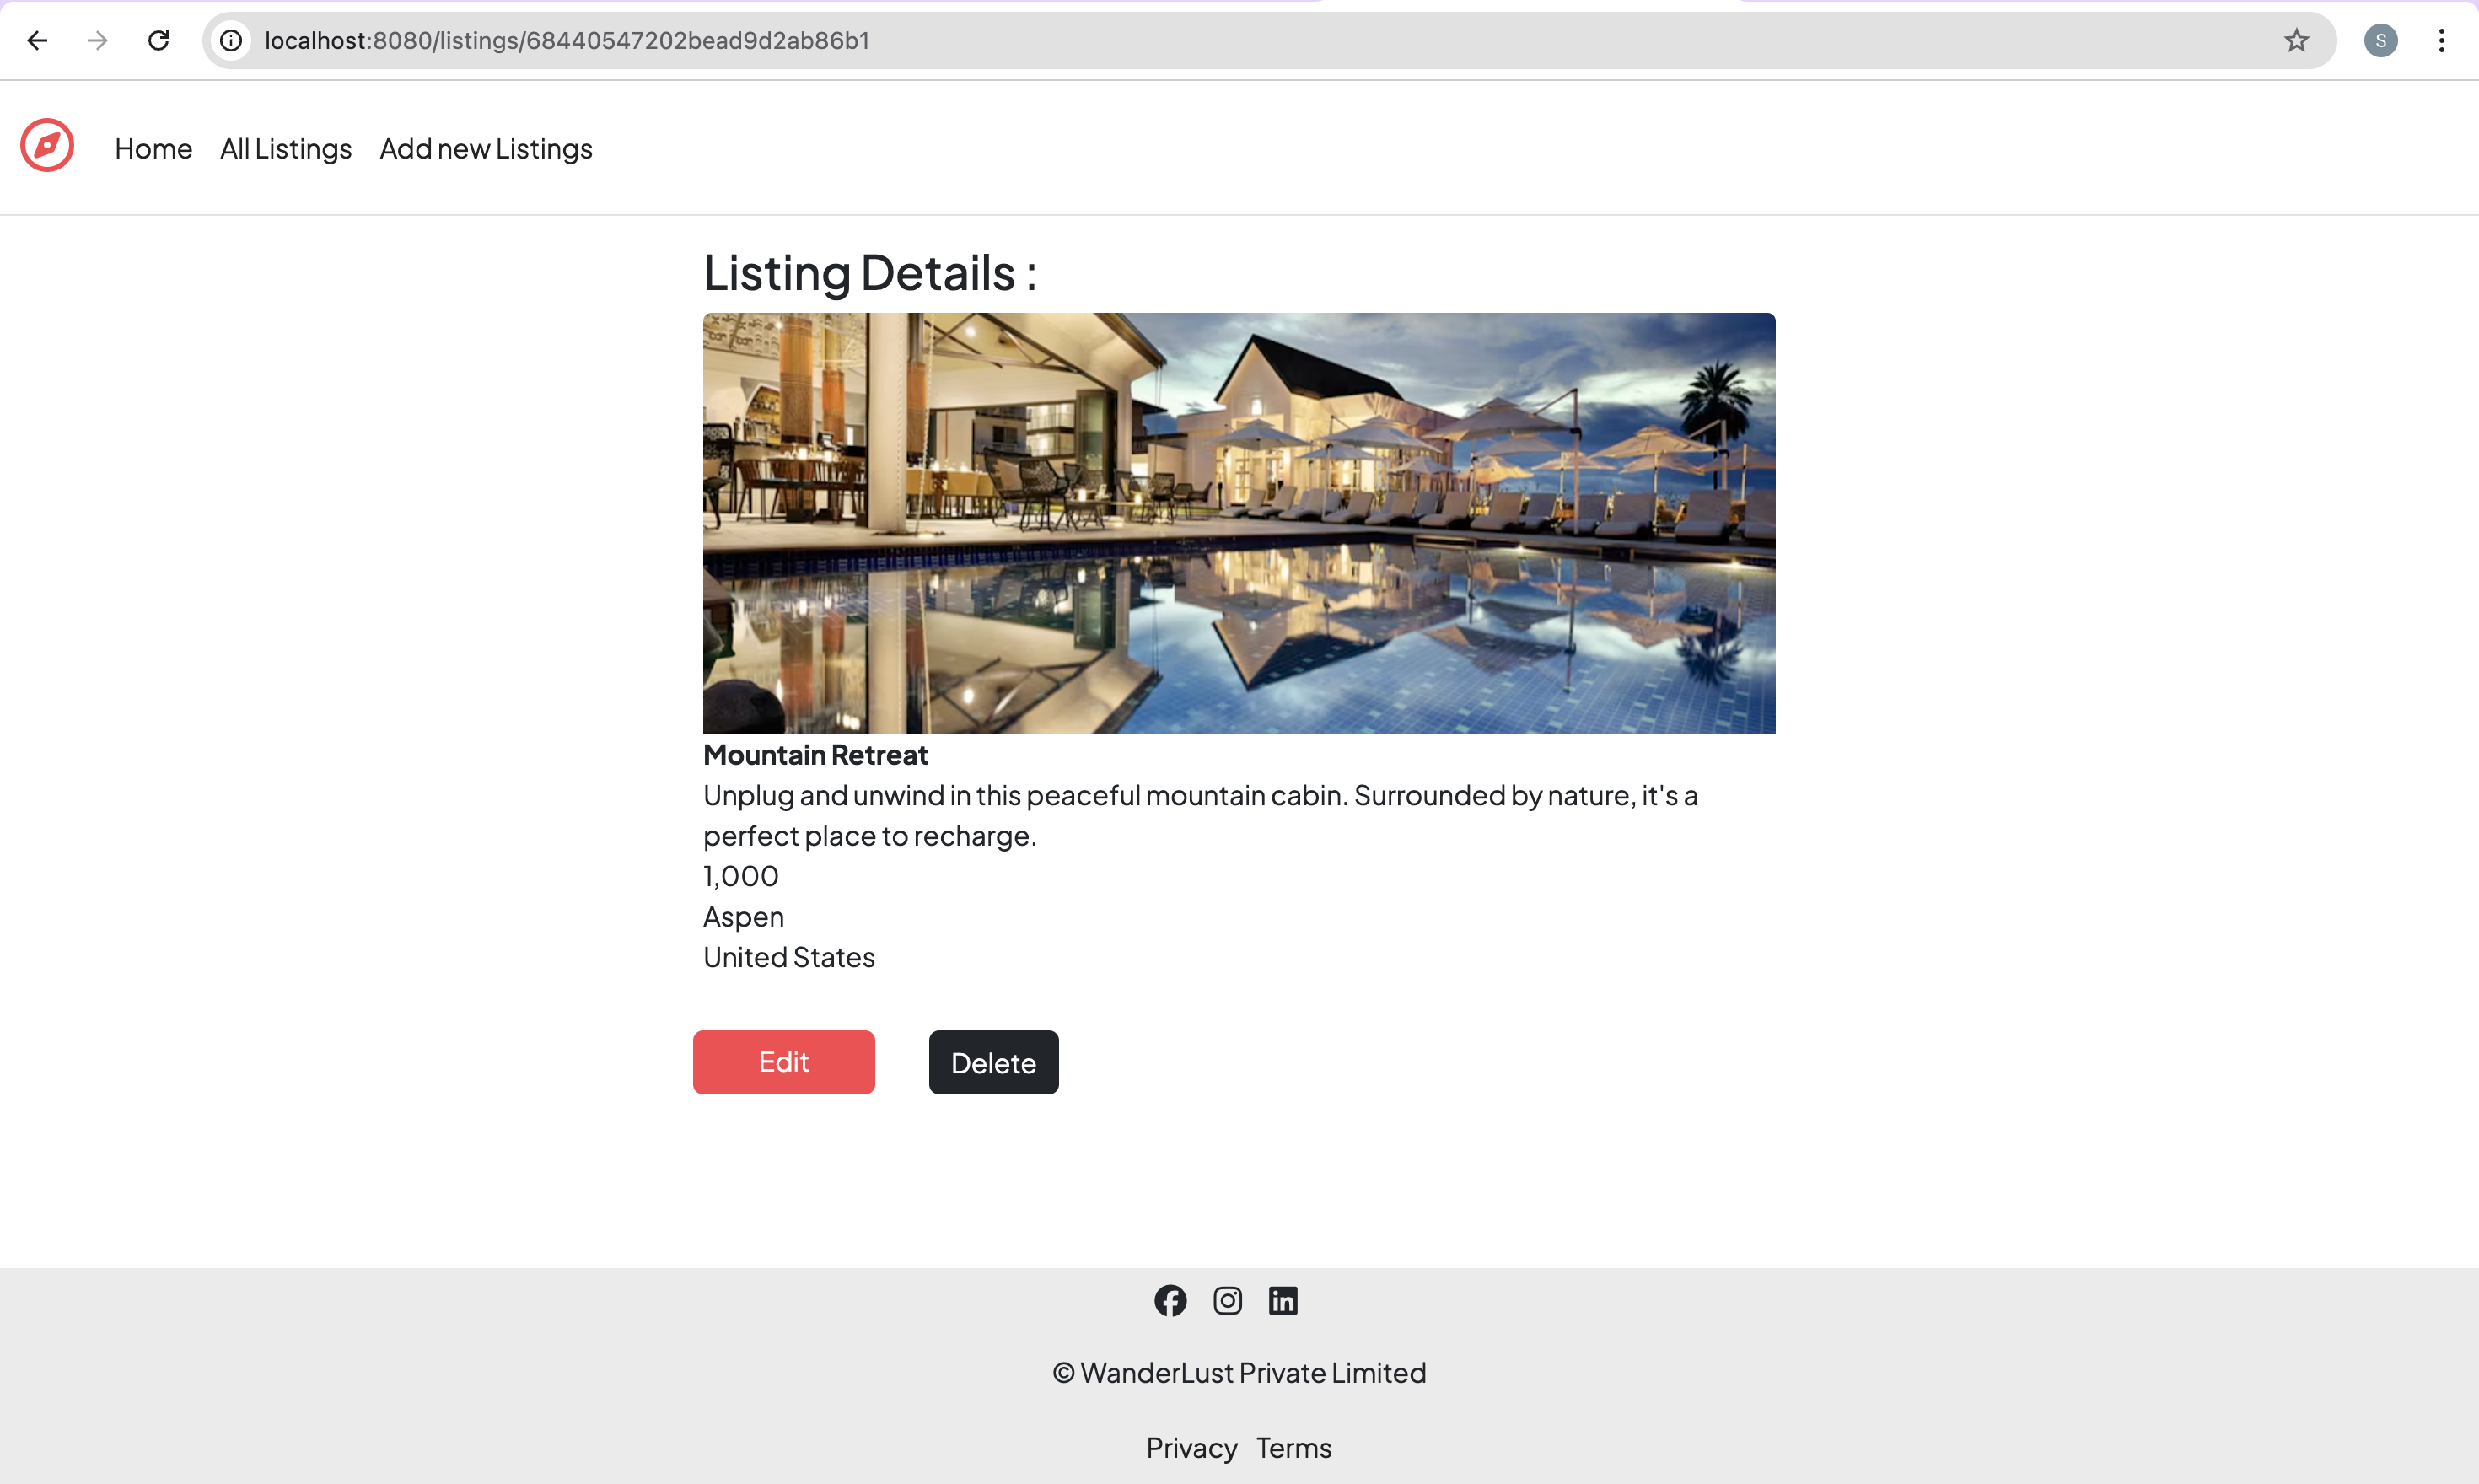 localhost:8080/listings/68440547202bead9d2ab86b1
S
Home All Listings Add new Listings
Listing Details :
Mountain Retreat
Unplug and unwind in this peaceful mountain cabin. Surrounded by nature, it's a
perfect place to recharge.
1,000
Aspen
United States
Edit Delete
© WanderLust Private Limited
Privacy Terms